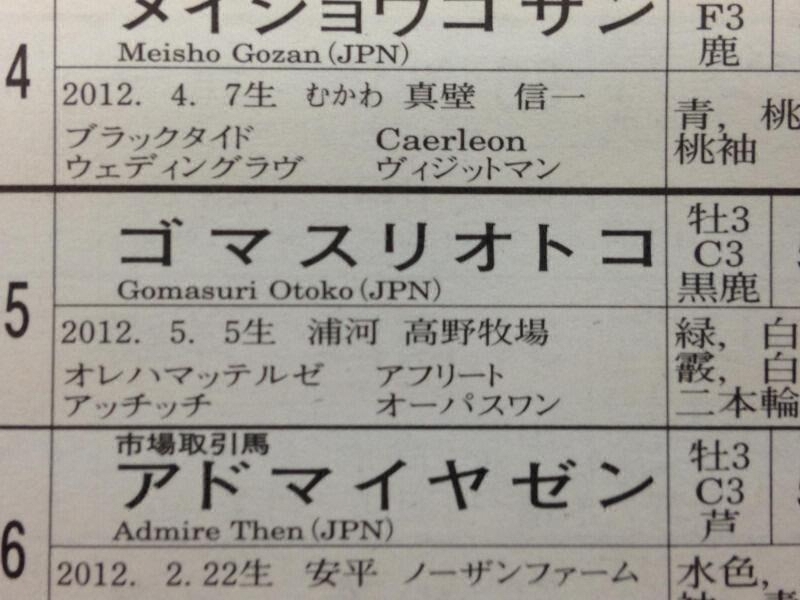 メイショウゴザン
4
Meisho Gozan (JPN)
F3
鹿
2012. 4. 7生 むかわ 真壁 信一
青, 桃
ブラックタイド Caerleon
桃袖
ウェディングラヴ ヴィジットマン
5
ゴマスリオトコ
Gomasuri Otoko (JPN)
牡3
C3
黒鹿
2012. 5. 5生 浦河 高野牧場
緑, 白
オレハマッテルゼ アフリート
霰, 白
アッチッチ オーパスワン
二本輪
6
市場取引馬
アドマイヤゼン
Admire Then (JPN)
牡3
C3
芦
2012. 2.22生 安平 ノーザンファーム
水色,